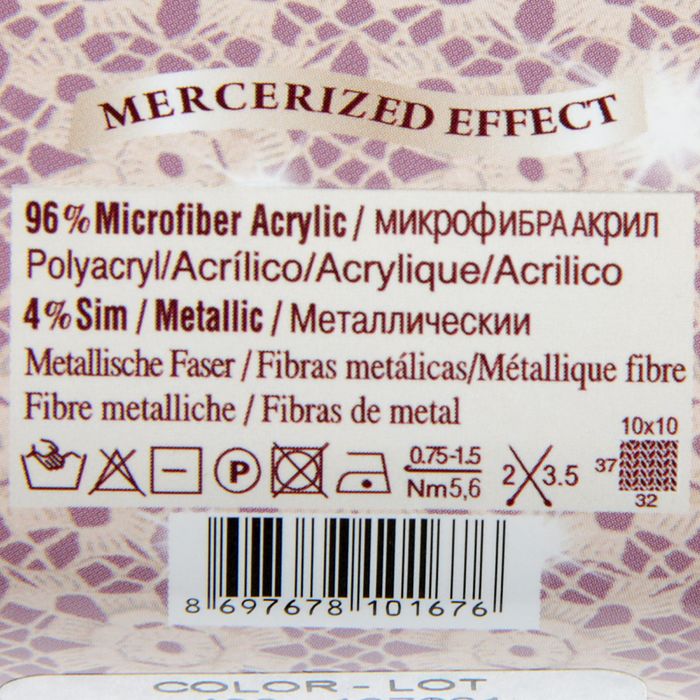 MERCERIZED EFFECT
96% Microfiber Acrylic / МИКРОФИБРА АКРИЛ
Polyacryl/Acrílico/Acrylique/Acrilico
4% Sim / Metallic / Металлическии
Metallische Faser / Fibras metálicas/Métallique fibre
Fibre metalliche / Fibras de metal
10x10
P
0.75-1.5
Nm5,6
2 3.5
37
32
8 697678 101676
COLOR - LOT